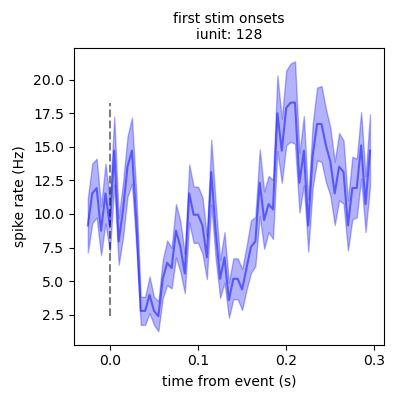 first stim onsets
iunit: 128
spike rate (Hz)
20.0
17.5
15.0
12.5
10.0
7.5
5.0
2.5
0.0 0.1 0.2 0.3
time from event (s)